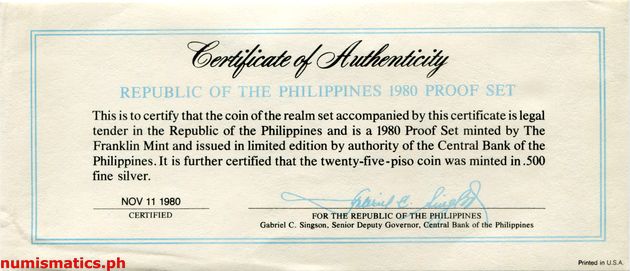 Certificate of Authenticity
REPUBLIC OF THE PHILIPPINES 1980 PROOF SET
This is to certify that the coin of the realm set accompanied by this certificate is legal
tender in the Republic of the Philippines and is a 1980 Proof Set minted by The
Franklin Mint and issued in limited edition by authority of the Central Bank of the
Philippines. It is further certified that the twenty-five-piso coin was minted in .500
fine silver.
NOV 11 1980
CERTIFIED
Gabriel C. Singson
FOR THE REPUBLIC OF THE PHILIPPINES
Gabriel C. Singson, Senior Deputy Governor, Central Bank of the Philippines
numismatics.ph
Printed in U.S.A.